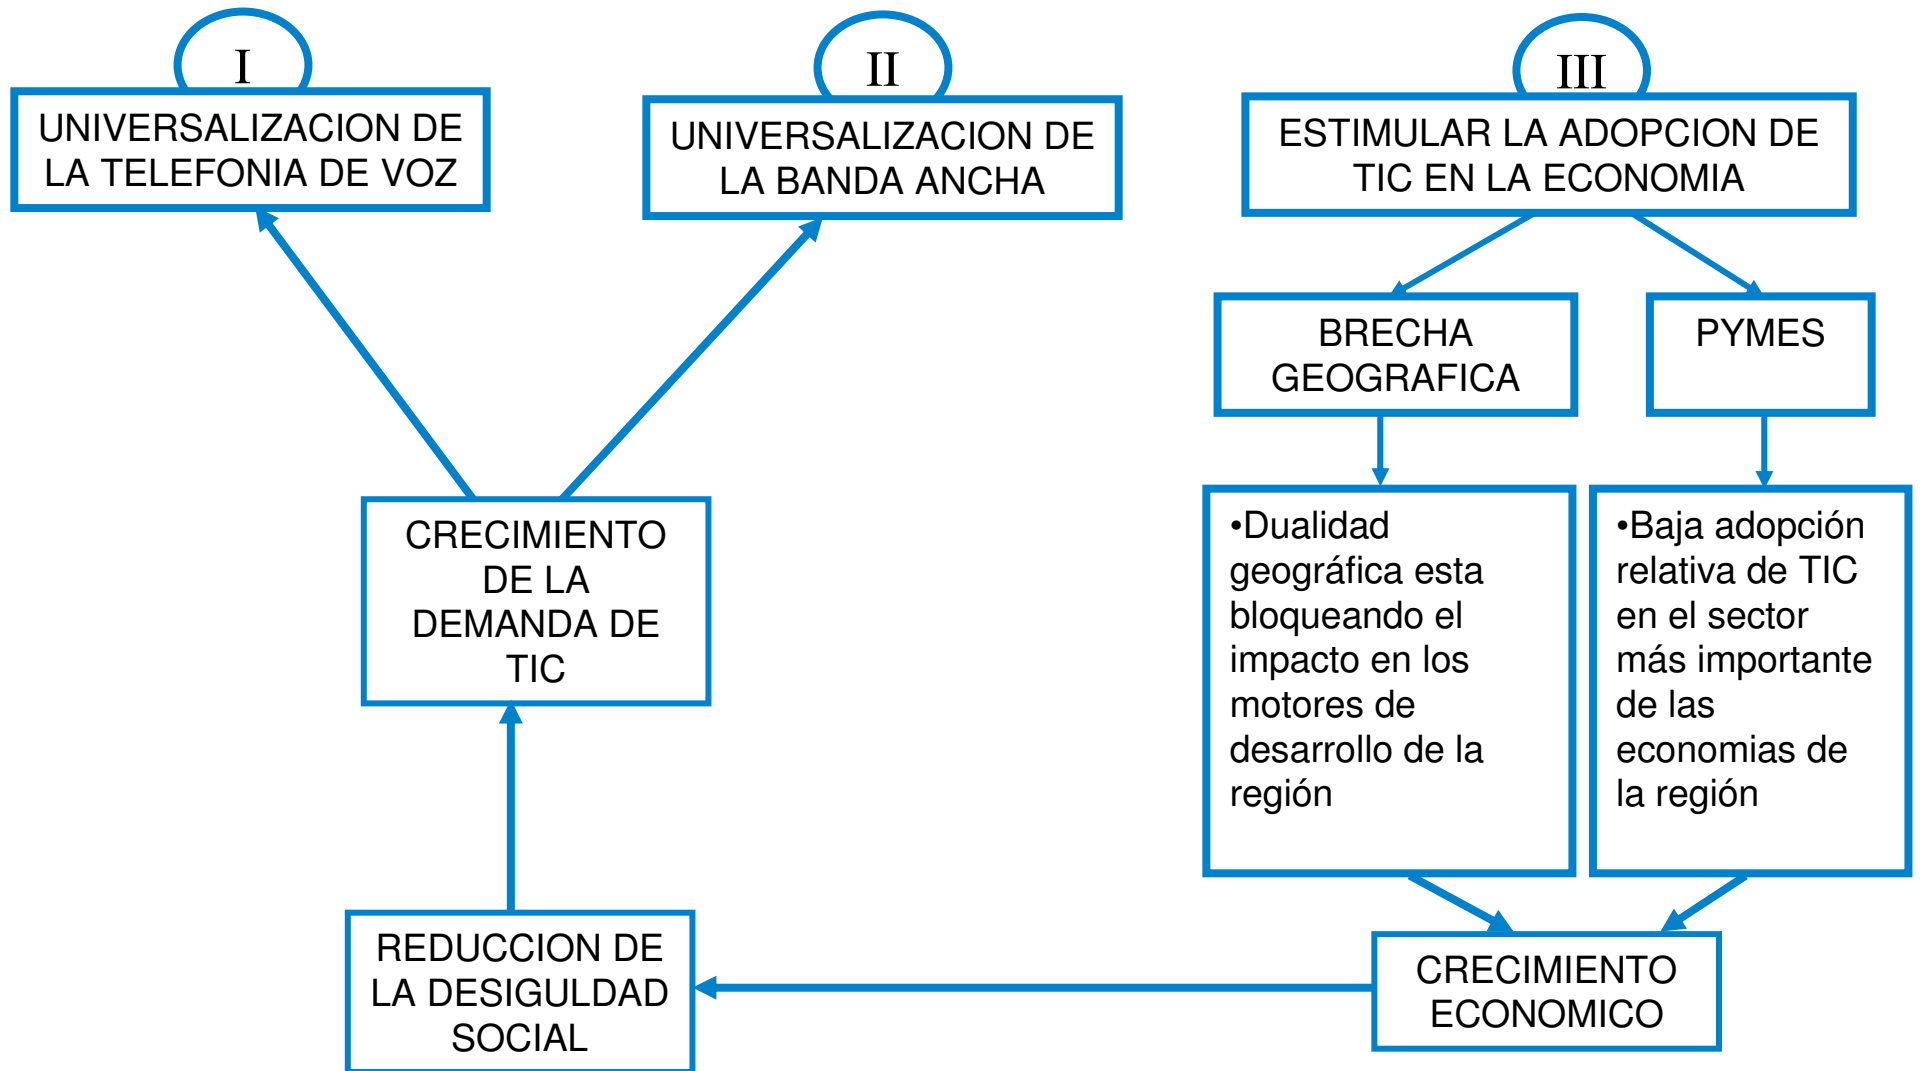 I
II
III
UNIVERSALIZACION DE
LA TELEFONIA DE VOZ
UNIVERSALIZACION DE
LA BANDA ANCHA
ESTIMULAR LA ADOPCION DE
TIC EN LA ECONOMIA
BRECHA
GEOGRAFICA
PYMES
CRECIMIENTO
DE LA
DEMANDA DE
TIC
•Dualidad
geográfica esta
bloqueando el
impacto en los
motores de
desarrollo de la
región
•Baja adopción
relativa de TIC
en el sector
más importante
de las
economias de
la región
REDUCCION DE
LA DESIGULDAD
SOCIAL
CRECIMIENTO
ECONOMICO